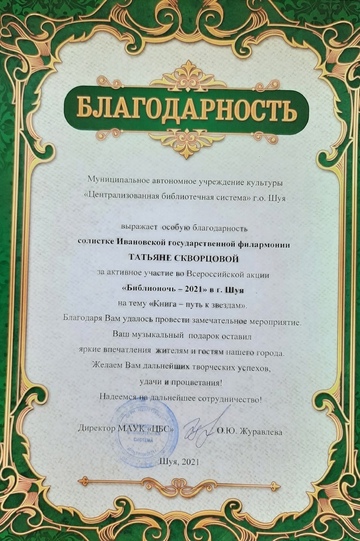 БЛАГОДАРНОСТЬ
Муниципальное автономное учреждение культуры
«Централизованная библиотечная система» г.о. Шуя
выражает особую благодарность
солистке Ивановской государственной филармонии
ТАТЬЯНЕ СКВОРЦОВОЙ
за активное участие во Всероссийской акции
«Библионочь – 2021» в г. Шуя
на тему «Книга – путь к звездам».
Благодаря Вам удалось провести замечательное мероприятие.
Ваш музыкальный подарок оставил
яркие впечатления жителям и гостям нашего города.
Желаем Вам дальнейших творческих успехов,
удачи и процветания!
Надеемся на дальнейшее сотрудничество!
Директор МАУК «ЦБС» О.Ю. Журавлева
Шуя, 2021